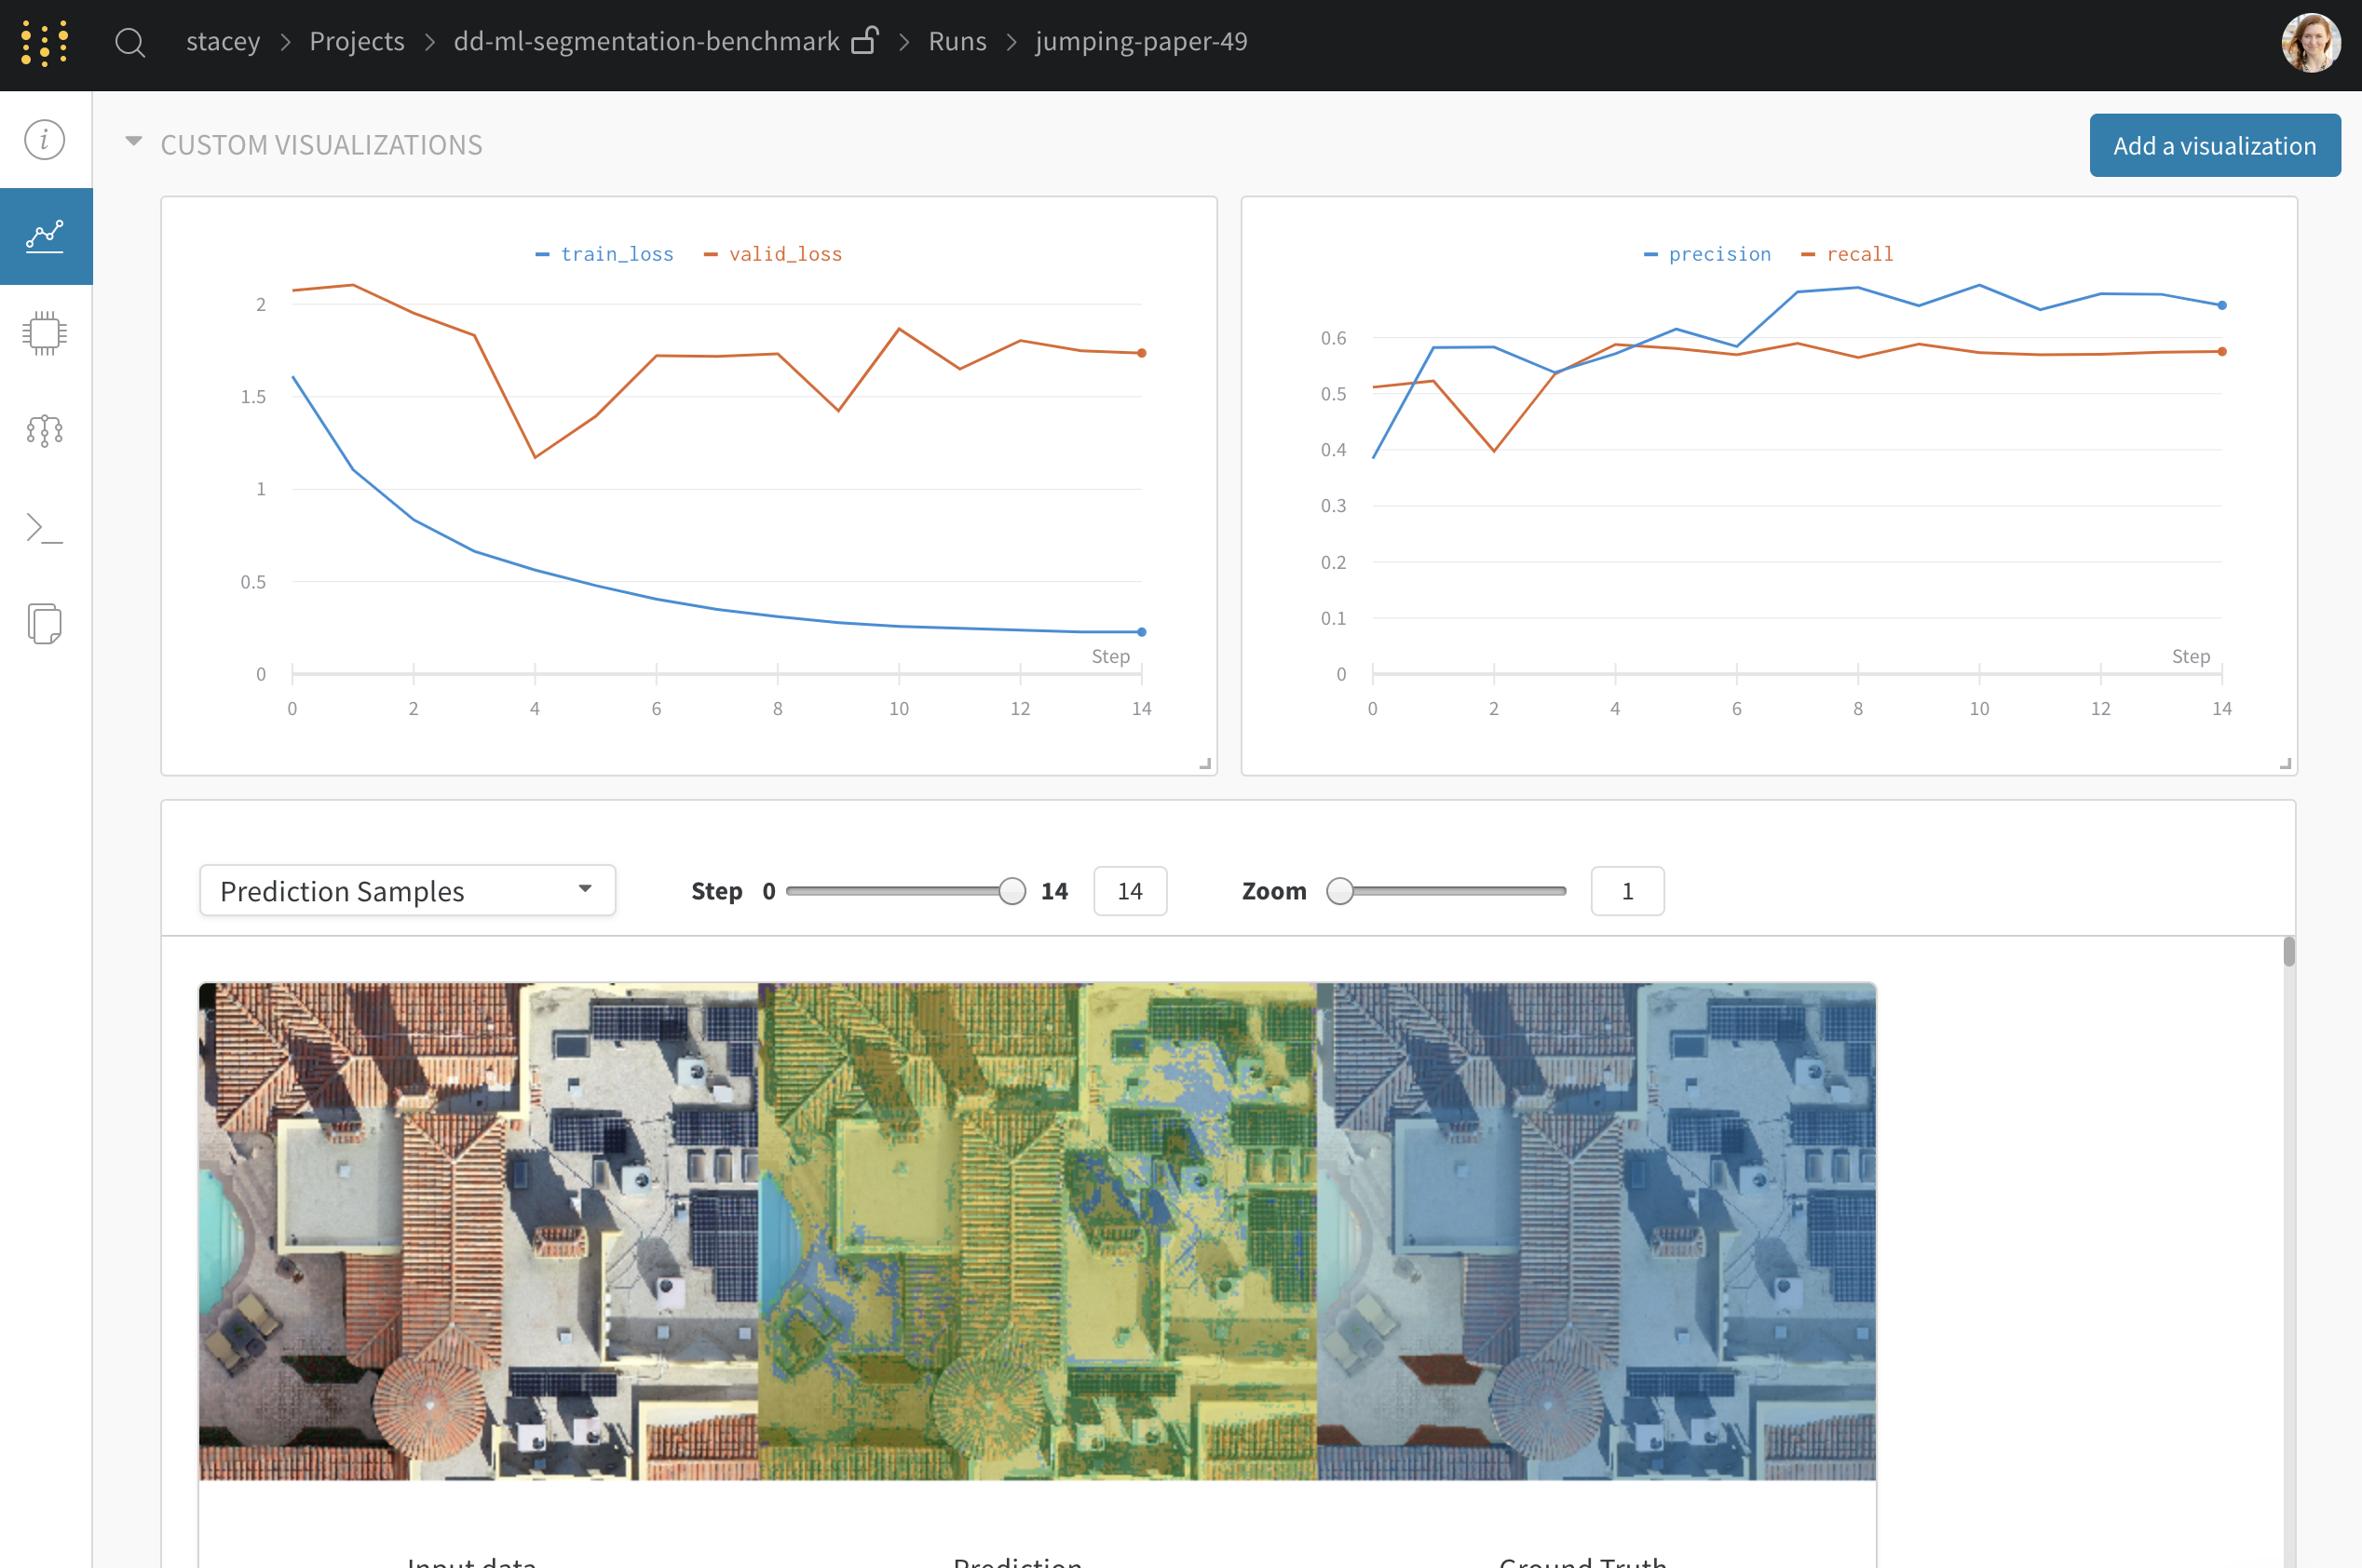 stacey > Projects > dd-ml-segmentation-benchmark > Runs > jumping-paper-49
CUSTOM VISUALIZATIONS
Add a visualization
train_loss valid_loss
2
1.5
1
0.5
0
Step
0 2 4 6 8 10 12 14
precision recall
0.6
0.5
0.4
0.3
0.2
0.1
0
Step
0 2 4 6 8 10 12 14
Prediction Samples Step 0 14 14 Zoom 1
Input data Prediction Ground Truth